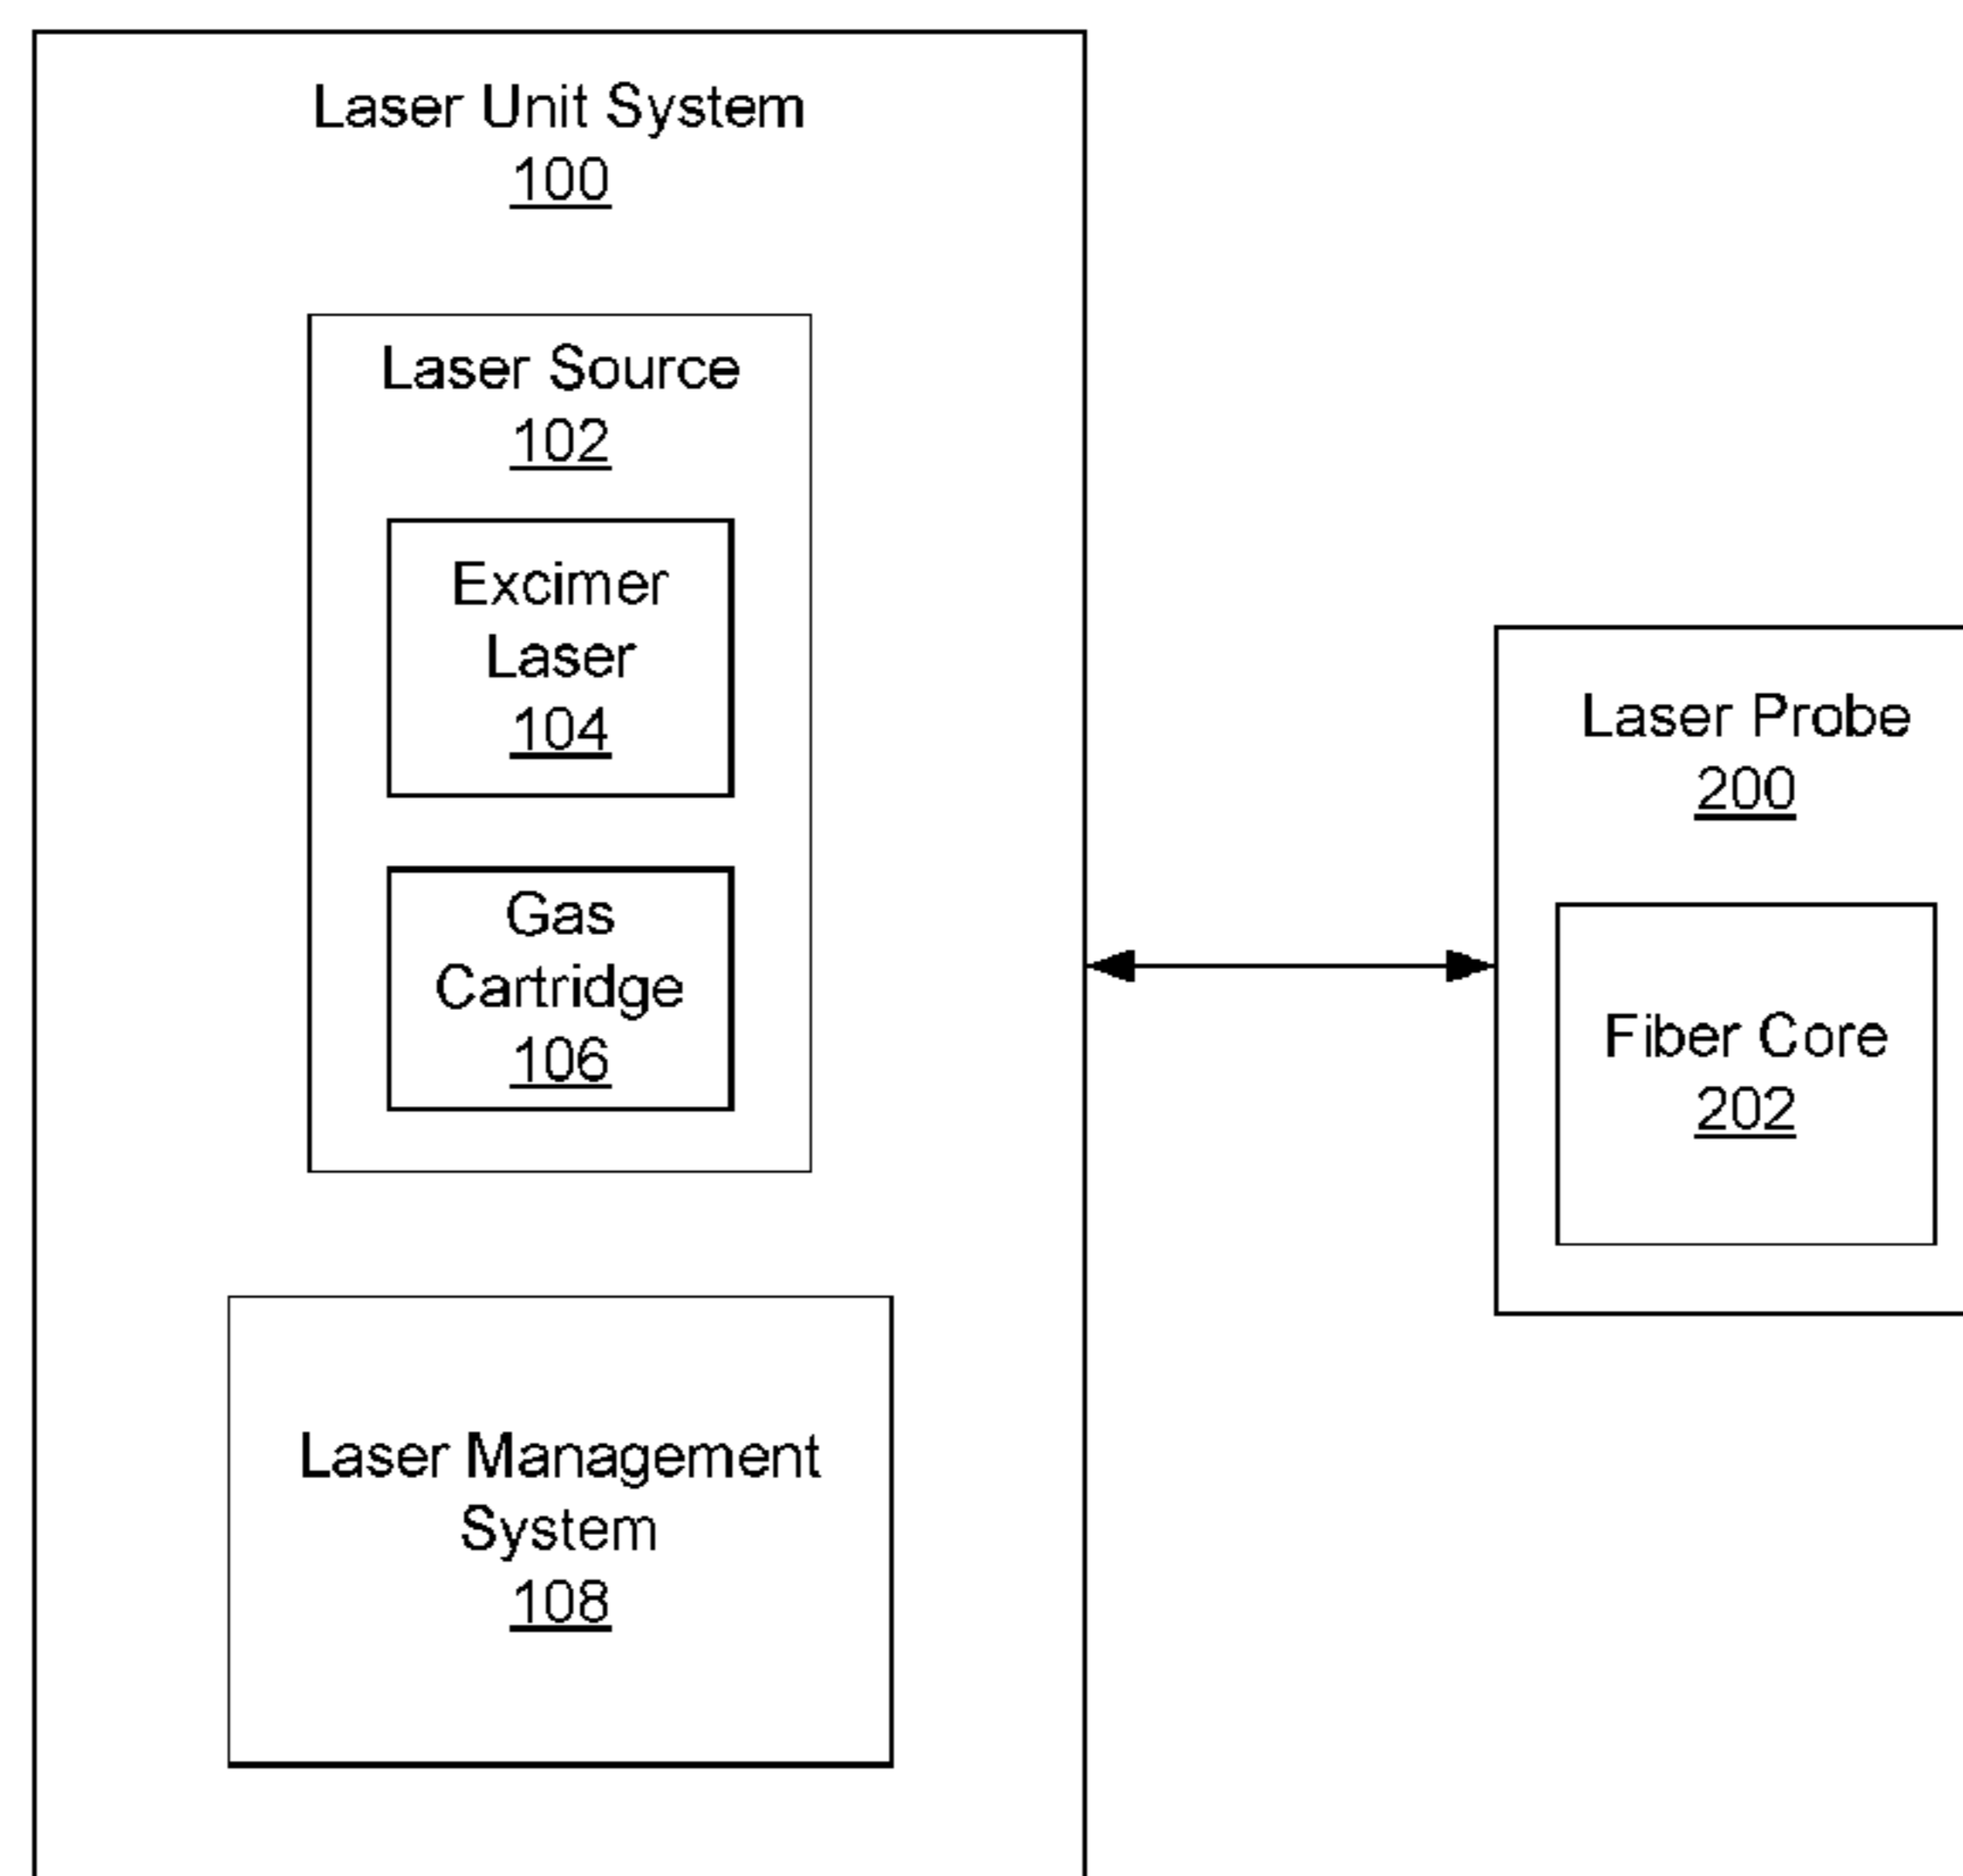 Laser Unit System
100
Laser Source
102
Excimer
Laser
104
Gas
Cartridge
106
Laser Management
System
108
Laser Probe
200
Fiber Core
202